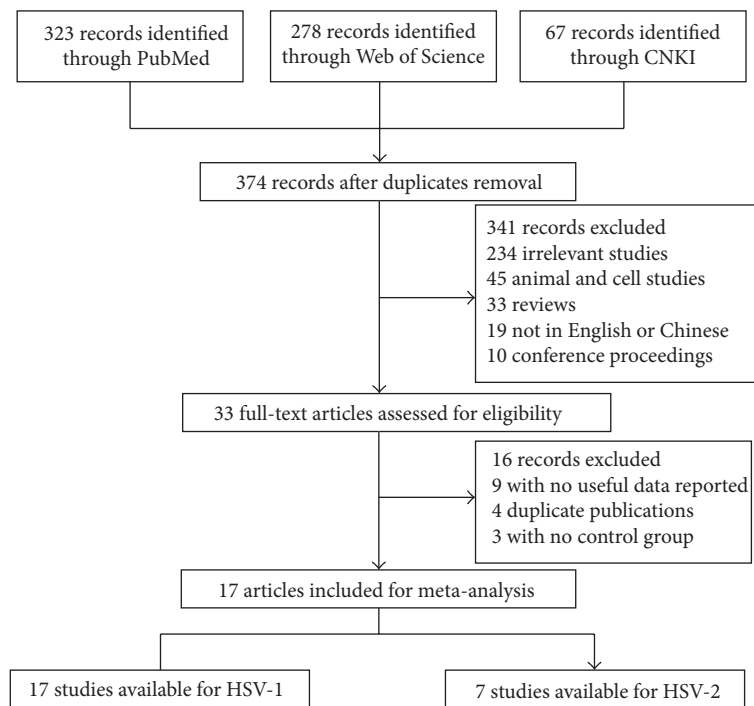 323 records identified
through PubMed
278 records identified
through Web of Science
67 records identified
through CNKI
374 records after duplicates removal
341 records excluded
234 irrelevant studies
45 animal and cell studies
33 reviews
19 not in English or Chinese
10 conference proceedings
33 full-text articles assessed for eligibility
16 records excluded
9 with no useful data reported
4 duplicate publications
3 with no control group
17 articles included for meta-analysis
17 studies available for HSV-1
7 studies available for HSV-2